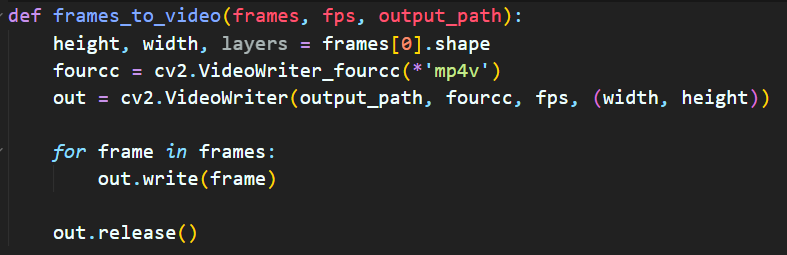 def frames_to_video(frames, fps, output_path):
    height, width, layers = frames[0].shape
    fourcc = cv2.VideoWriter_fourcc(*'mp4v')
    out = cv2.VideoWriter(output_path, fourcc, fps, (width, height))

    for frame in frames:
        out.write(frame)

    out.release()